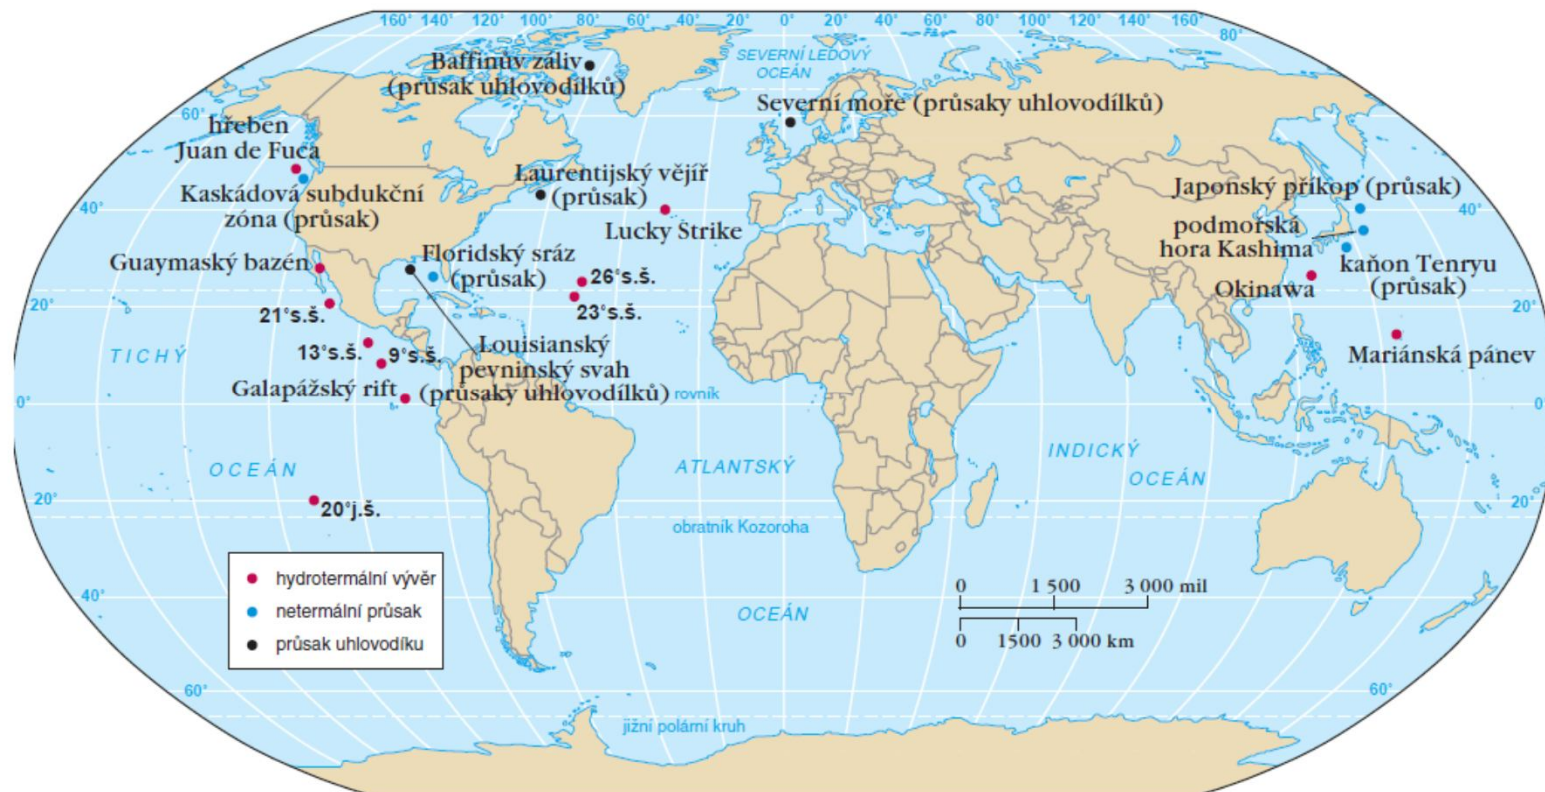 160° 140° 120° 100° 80° 60° 40° 20° 0° 20° 40° 60° 80° 100° 120° 140° 160°
80°
SEVERNÍ LEDOVÝ
OCEÁN
Baffinův záliv
(průsak uhlovodílků)
Severní moře (průsaky uhlovodílků)
60°
60°
hřeben
Juan de Fuca
Kaskádová subdukční
zóna (průsak)
Laurentijský vějíř
(průsak)
Japonský příkop (průsak)
40°
40°
Lucky Strike
podmořská
hora Kashima
Guaymaský bazén
Floridský sráz
(průsak)
kaňon Tenryu
(průsak)
26°s.š.
Okinawa
20°
20°
21°s.š.
23°s.š.
13°s.š.
9°s.š.
Louisianský
pevninský svah
(průsaky uhlovodílků)
TICHÝ
Mariánská pánev
Galapážský rift
rovník
0°
0°
OCEÁN
ATLANTSKÝ
INDICKÝ
OCEÁN
20°
20°j.š.
20°
obratník Kozoroha
hydrotermální vývěr
netermální průsak
průsak uhlovodíku
0 1 500 3 000 mil
0 1500 3 000 km
40°
OCEÁN
40°
60°
60°
jižní polární kruh